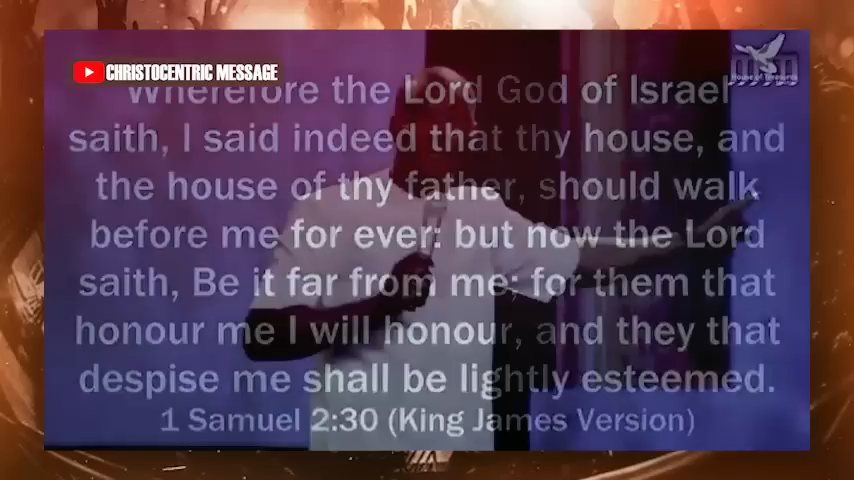 CHRISTOCENTRIC MESSAGE
Wherefore the Lord God of Israel
saith, I said indeed that thy house, and
the house of thy father, should walk
before me for ever: but now the Lord
saith, Be it far from me; for them that
honour me I will honour, and they that
despise me shall be lightly esteemed.
1 Samuel 2:30 (King James Version)
House of Treasures